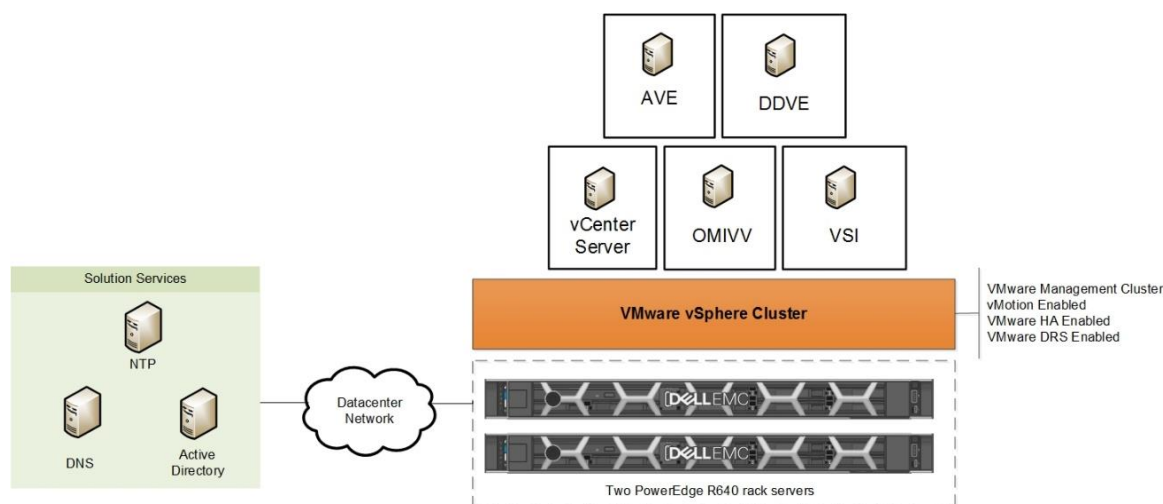 AVE
DDVE
vCenter
Server
OMIVV
VSI
Solution Services
NTP
DNS
Active
Directory
Datacenter
Network
VMware vSphere Cluster
VMware Management Cluster
vMotion Enabled
VMware HA Enabled
VMware DRS Enabled
DELLEMC
DELLEMC
Two PowerEdge R640 rack servers